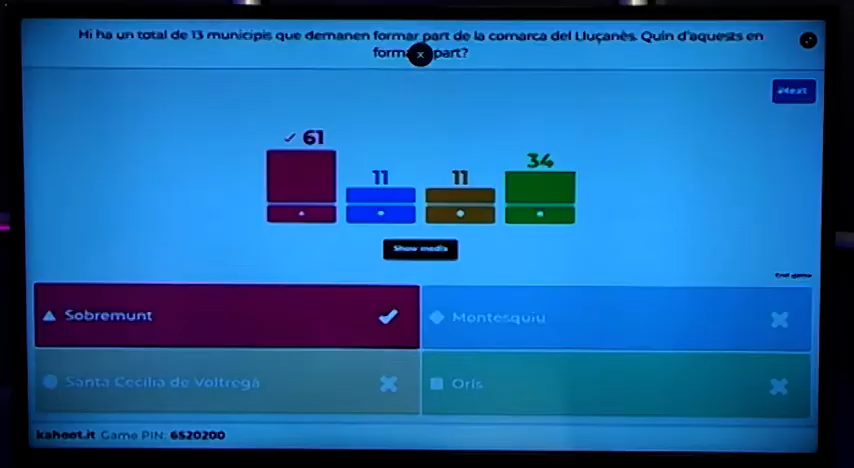 Hi ha un total de 13 municipis que demanen formar part de la comarca del Lluçanès. Quin d'aquests en
formar part?
Next
61
11
11
34
Show media
End game
Sobremunt
Montesquiu
Santa Cecília de Voltregà
Orís
kahoot.it Game PIN: 6520200